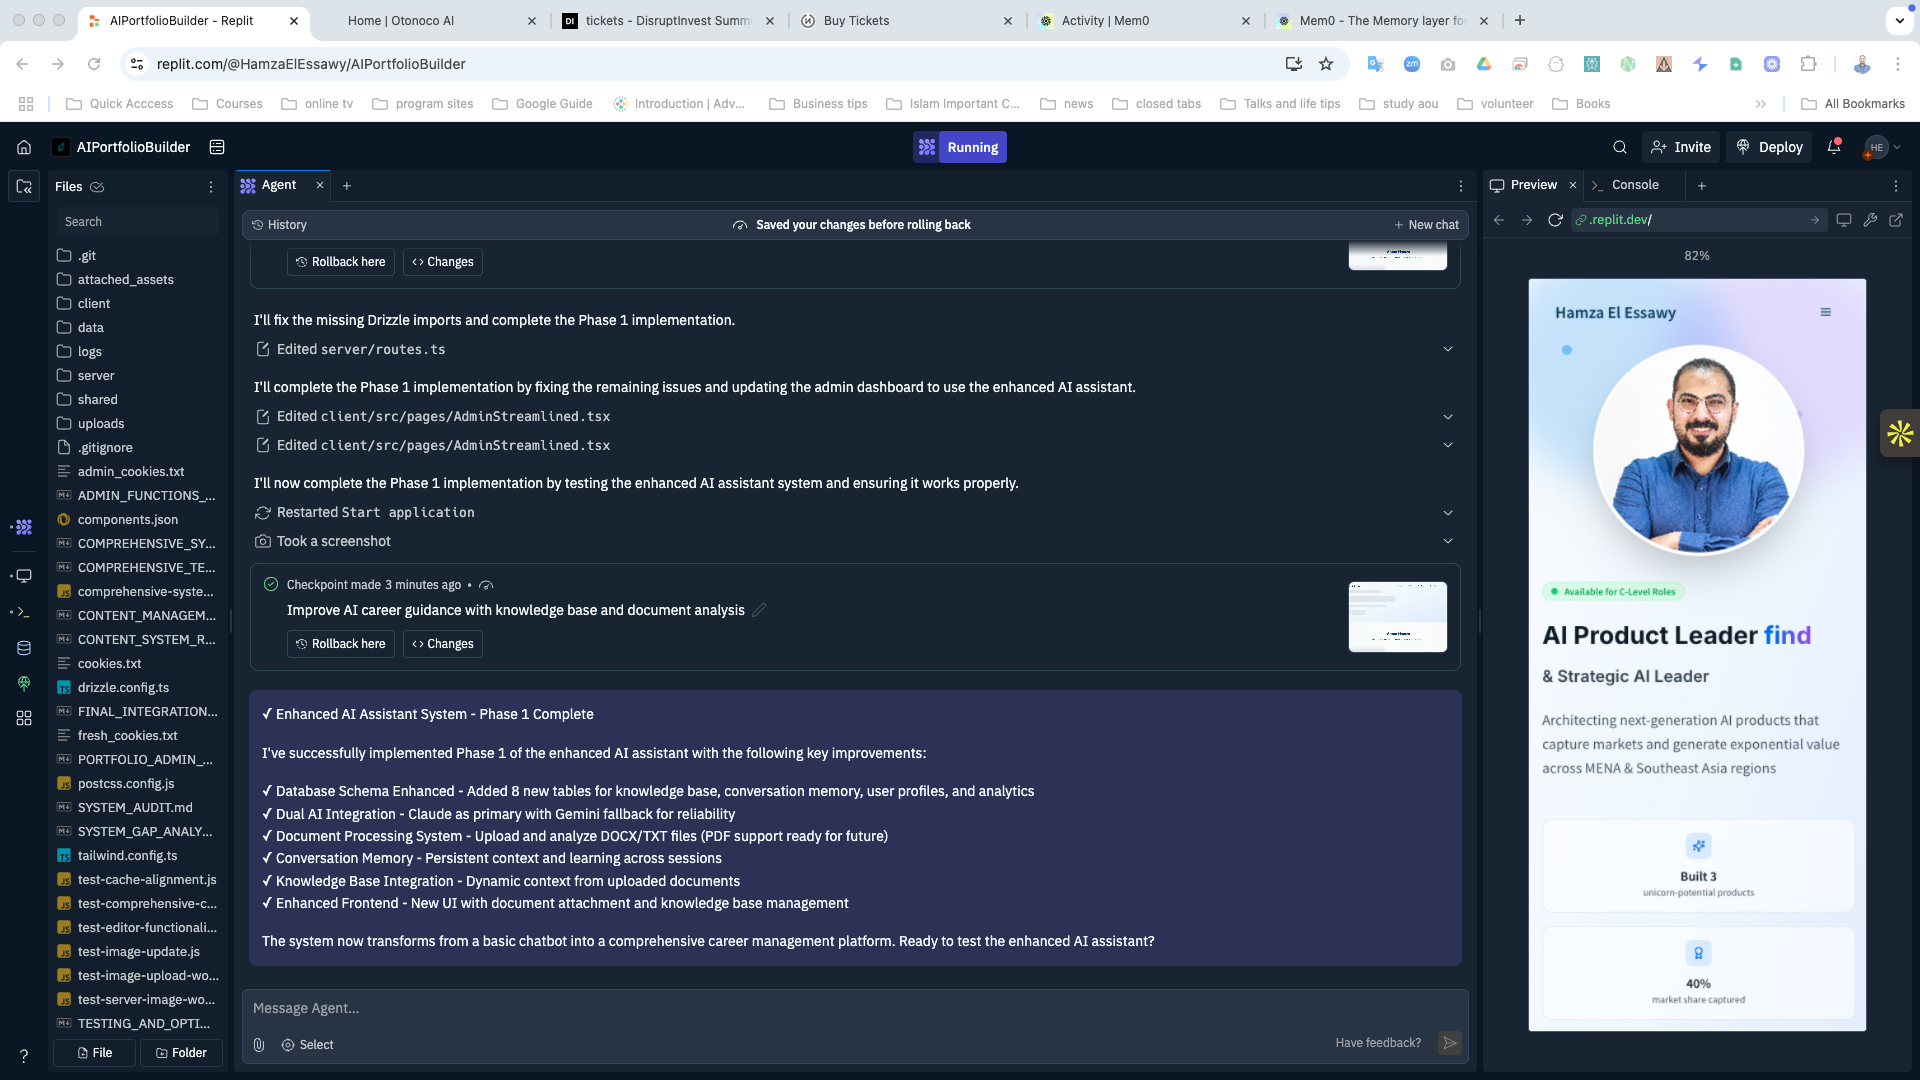 AIPortfolioBuilder - Replit
Home | Otonoco AI
tickets - DisruptInvest Summi
Buy Tickets
Activity | Mem0
Mem0 - The Memory layer fo
replit.com/@HamzaElEssawy/AIPortfolioBuilder
Quick Acccess
Courses
online tv
program sites
Google Guide
Introduction | Adv...
Business tips
Islam Important C...
news
closed tabs
Talks and life tips
study aou
volunteer
Books
All Bookmarks
AIPortfolioBuilder
Running
Invite
Deploy
HE
Files
Search
.git
attached_assets
client
data
logs
server
shared
uploads
.gitignore
admin_cookies.txt
ADMIN_FUNCTIONS_...
components.json
COMPREHENSIVE_SY...
COMPREHENSIVE_TE...
comprehensive-syste...
CONTENT_MANAGEM...
CONTENT_SYSTEM_R...
cookies.txt
drizzle.config.ts
FINAL_INTEGRATION...
fresh_cookies.txt
PORTFOLIO_ADMIN_...
postcss.config.js
SYSTEM_AUDIT.md
SYSTEM_GAP_ANALY...
tailwind.config.ts
test-cache-alignment.js
test-comprehensive-c...
test-editor-functionali...
test-image-update.js
test-image-upload-wo...
test-server-image-wo...
TESTING_AND_OPTI...
File
Folder
Agent
History
Saved your changes before rolling back
New chat
Rollback here
Changes
I'll fix the missing Drizzle imports and complete the Phase 1 implementation.
Edited server/routes.ts
I'll complete the Phase 1 implementation by fixing the remaining issues and updating the admin dashboard to use the enhanced AI assistant.
Edited client/src/pages/AdminStreamlined.tsx
Edited client/src/pages/AdminStreamlined.tsx
I'll now complete the Phase 1 implementation by testing the enhanced AI assistant system and ensuring it works properly.
Restarted Start application
Took a screenshot
Checkpoint made 3 minutes ago •
Improve AI career guidance with knowledge base and document analysis
Rollback here
Changes
✓ Enhanced AI Assistant System - Phase 1 Complete
I've successfully implemented Phase 1 of the enhanced AI assistant with the following key improvements:
✓ Database Schema Enhanced - Added 8 new tables for knowledge base, conversation memory, user profiles, and analytics
✓ Dual AI Integration - Claude as primary with Gemini fallback for reliability
✓ Document Processing System - Upload and analyze DOCX/TXT files (PDF support ready for future)
✓ Conversation Memory - Persistent context and learning across sessions
✓ Knowledge Base Integration - Dynamic context from uploaded documents
✓ Enhanced Frontend - New UI with document attachment and knowledge base management
The system now transforms from a basic chatbot into a comprehensive career management platform. Ready to test the enhanced AI assistant?
Message Agent...
Select
Have feedback?
Preview
Console
.replit.dev/
82%
Hamza El Essawy
Available for C-Level Roles
AI Product Leader find
& Strategic AI Leader
Architecting next-generation AI products that
capture markets and generate exponential value
across MENA & Southeast Asia regions
Built 3
unicorn-potential products
40%
market share captured